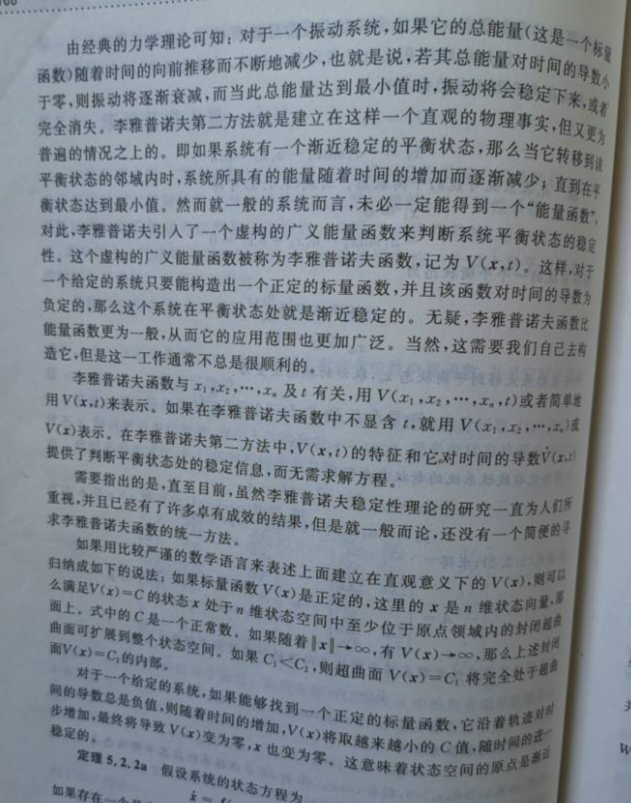 由经典的力学理论可知：对于一个振动系统，如果它的总能量(这是一个标量
函数)随着时间的向前推移而不断地减少，也就是说，若其总能量对时间的导数小
于零，则振动将逐渐衰减，而当此总能量达到最小值时，振动将会稳定下来，或者
完全消失。李雅普诺夫第二方法就是建立在这样一个直观的物理事实，但又更为
普遍的情况之上的。即如果系统有一个渐近稳定的平衡状态，那么当它转移到该
平衡状态的邻域内时，系统所具有的能量随着时间的增加而逐渐减少；直到在平
衡状态达到最小值。然而就一般的系统而言，未必一定能得到一个“能量函数”，
对此，李雅普诺夫引入了一个虚构的广义能量函数来判断系统平衡状态的稳定
性。这个虚构的广义能量函数被称为李雅普诺夫函数，记为 V(x,t)。这样，对于
一个给定的系统只要能构造出一个正定的标量函数，并且该函数对时间的导数为
负定的，那么这个系统在平衡状态处就是渐近稳定的。无疑，李雅普诺夫函数比
能量函数更为一般，从而它的应用范围也更加广泛。当然，这需要我们自己去构
造它，但是这一工作通常不总是很顺利的。
李雅普诺夫函数与 x₁,x₂,…,xₙ 及 t 有关，用 V(x₁,x₂,…,xₙ,t)或者简单地
用 V(x,t)来表示。如果在李雅普诺夫函数中不显含 t，就用 V(x₁,x₂,…,xₙ)或
V(x)表示。在李雅普诺夫第二方法中，V(x,t)的特征和它对时间的导数V̇(x,t)
提供了判断平衡状态处的稳定信息，而无需求解方程。
需要指出的是，直至目前，虽然李雅普诺夫稳定性理论的研究一直为人们所
重视，并且已经有了许多卓有成效的结果，但是就一般而论，还没有一个简便的寻
求李雅普诺夫函数的统一方法。
如果用比较严谨的数学语言来表述上面建立在直观意义下的 V(x)，则可以
归纳成如下的说法：如果标量函数 V(x)是正定的，这里的 x 是 n 维状态向量，那
么满足V(x)=C 的状态 x 处于 n 维状态空间中至少位于原点领域内的封闭超曲
面上。式中的 C 是一个正常数。如果随着‖x‖→∞，有 V(x)→∞，那么上述封闭
曲面可扩展到整个状态空间。如果 C₁<C₂，则超曲面 V(x)=C₁ 将完全处于超曲
面V(x)=C₂的内部。
对于一个给定的系统，如果能够找到一个正定的标量函数，它沿着轨迹对时
间的导数总是负值，则随着时间的增加，V(x)将取越来越小的 C 值，随时间的进一
步增加，最终将导致 V(x)变为零，x 也变为零。这意味着状态空间的原点是渐近
稳定的。
定理 5.2.2a 假设系统的状态方程为
如果存在一个